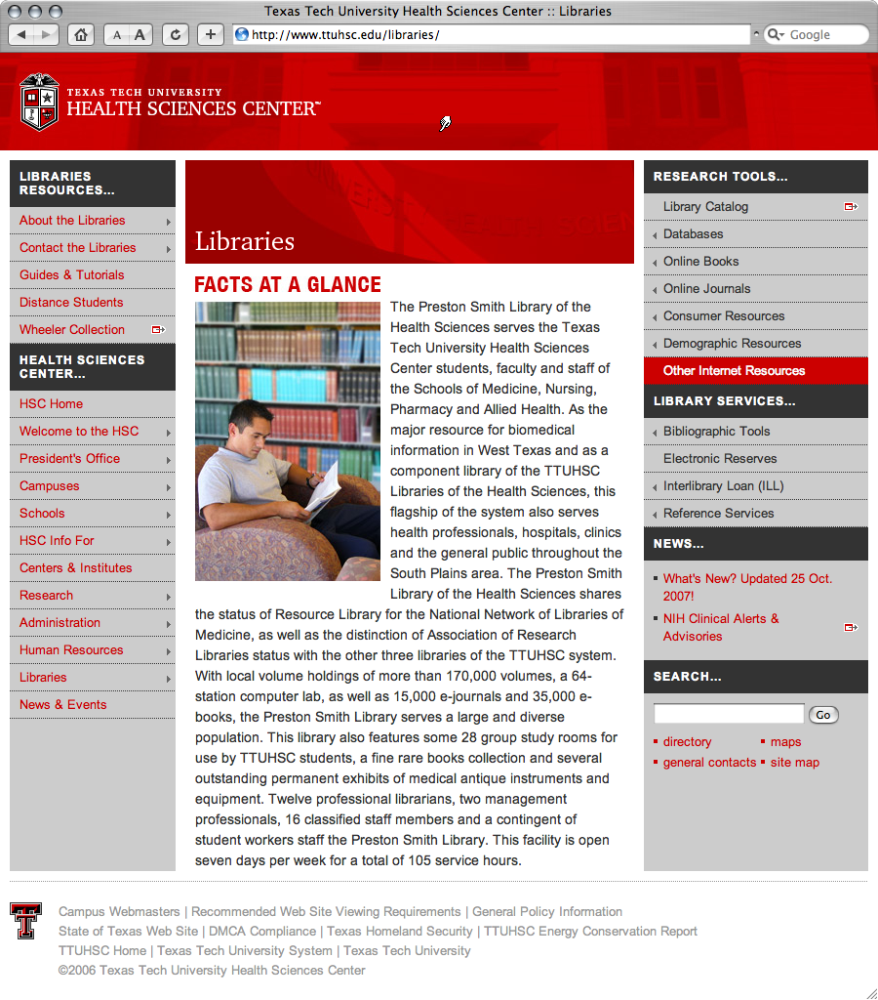 Texas Tech University Health Sciences Center :: Libraries
A A http://www.ttuhsc.edu/libraries/ Google
TEXAS TECH UNIVERSITY
HEALTH SCIENCES CENTER™
LIBRARIES
RESOURCES...
About the Libraries
Contact the Libraries
Guides & Tutorials
Distance Students
Wheeler Collection
HEALTH SCIENCES
CENTER...
HSC Home
Welcome to the HSC
President's Office
Campuses
Schools
HSC Info For
Centers & Institutes
Research
Administration
Human Resources
Libraries
News & Events
Libraries
FACTS AT A GLANCE
The Preston Smith Library of the
Health Sciences serves the Texas
Tech University Health Sciences
Center students, faculty and staff of
the Schools of Medicine, Nursing,
Pharmacy and Allied Health. As the
major resource for biomedical
information in West Texas and as a
component library of the TTUHSC
Libraries of the Health Sciences, this
flagship of the system also serves
health professionals, hospitals, clinics
and the general public throughout the
South Plains area. The Preston Smith
Library of the Health Sciences shares
the status of Resource Library for the National Network of Libraries of
Medicine, as well as the distinction of Association of Research
Libraries status with the other three libraries of the TTUHSC system.
With local volume holdings of more than 170,000 volumes, a 64-
station computer lab, as well as 15,000 e-journals and 35,000 e-
books, the Preston Smith Library serves a large and diverse
population. This library also features some 28 group study rooms for
use by TTUHSC students, a fine rare books collection and several
outstanding permanent exhibits of medical antique instruments and
equipment. Twelve professional librarians, two management
professionals, 16 classified staff members and a contingent of
student workers staff the Preston Smith Library. This facility is open
seven days per week for a total of 105 service hours.
RESEARCH TOOLS...
Library Catalog
Databases
Online Books
Online Journals
Consumer Resources
Demographic Resources
Other Internet Resources
LIBRARY SERVICES...
Bibliographic Tools
Electronic Reserves
Interlibrary Loan (ILL)
Reference Services
NEWS...
What's New? Updated 25 Oct.
2007!
NIH Clinical Alerts &
Advisories
SEARCH...
Go
directory maps
general contacts site map
Campus Webmasters | Recommended Web Site Viewing Requirements | General Policy Information
State of Texas Web Site | DMCA Compliance | Texas Homeland Security | TTUHSC Energy Conservation Report
TTUHSC Home | Texas Tech University System | Texas Tech University
©2006 Texas Tech University Health Sciences Center